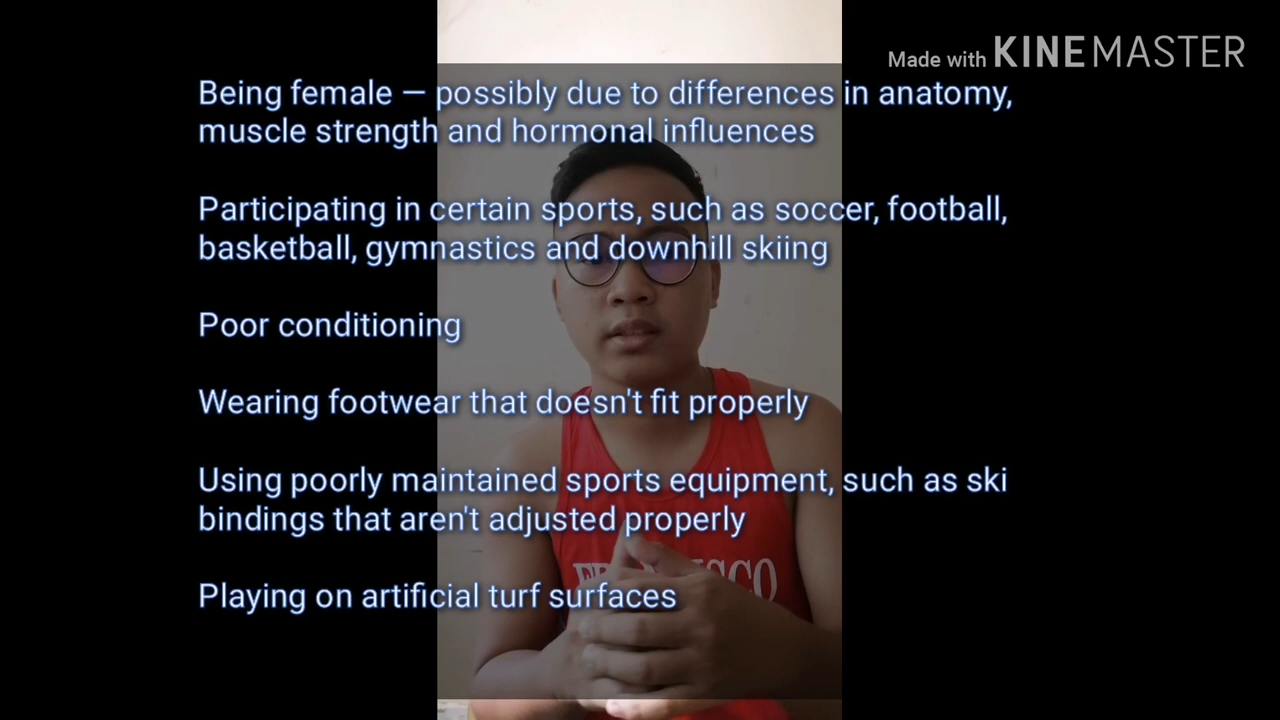 Made with KINEMASTER
Being female — possibly due to differences in anatomy,
muscle strength and hormonal influences
Participating in certain sports, such as soccer, football,
basketball, gymnastics and downhill skiing
Poor conditioning
Wearing footwear that doesn't fit properly
Using poorly maintained sports equipment, such as ski
bindings that aren't adjusted properly
Playing on artificial turf surfaces